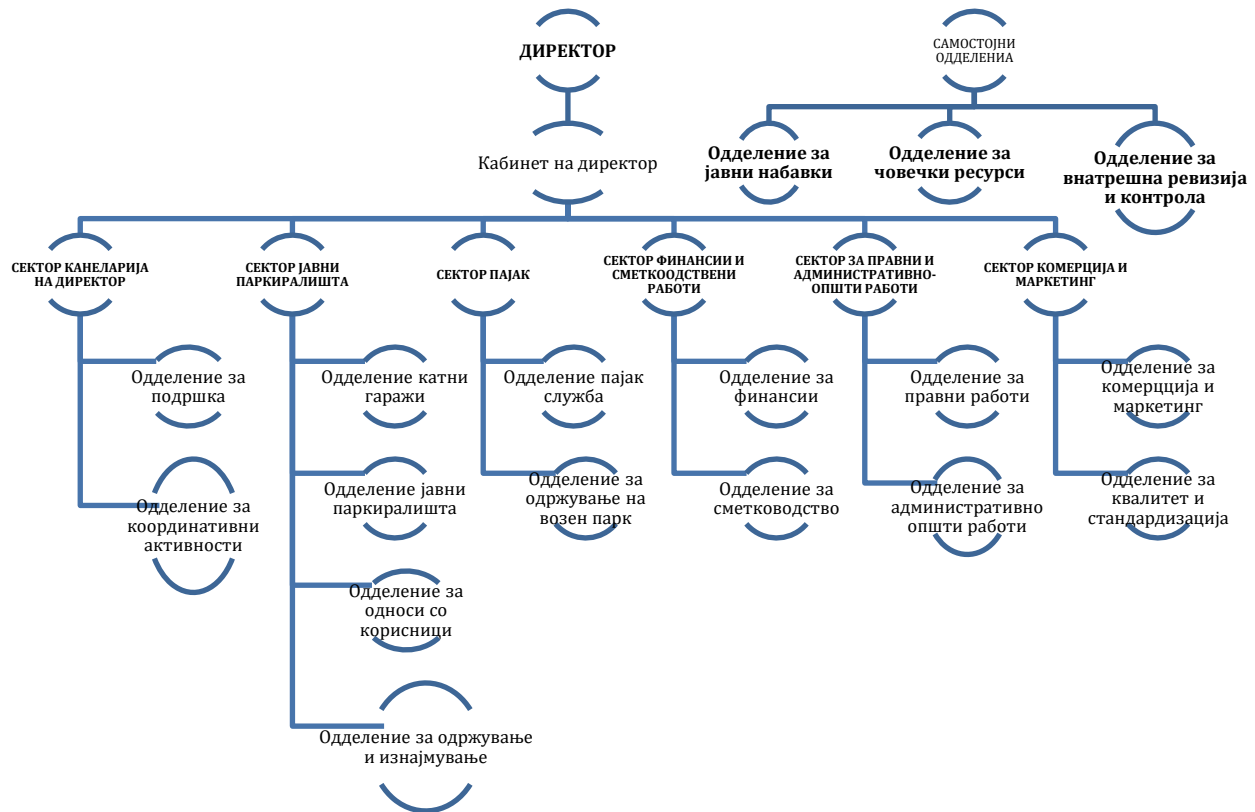 ДИРЕКТОР
САМОСТОЈНИ
ОДДЕЛЕНИА
Кабинет на директор
Одделение за
јавни набавки
Одделение за
човечки ресурси
Одделение за
внатрешна ревизија
и контрола
СЕКТОР КАНЕЛАРИЈА
НА ДИРЕКТОР
СЕКТОР ЈАВНИ
ПАРКИРАЛИШТА
СЕКТОР ПАЈАК
СЕКТОР ФИНАНСИИ И
СМЕТКООДСТВЕНИ
РАБОТИ
СЕКТОР ЗА ПРАВНИ И
АДМИНИСТРАТИВНО-
ОПШТИ РАБОТИ
СЕКТОР КОМЕРЦИЈА И
МАРКЕТИНГ
Одделение за
подршка
Одделение катни
гаражи
Одделение пајак
служба
Одделение за
финансии
Одделение за
правни работи
Одделение за
комерцција и
маркетинг
Одделение за
координативни
активности
Одделение јавни
паркиралишта
Одделение за
одржување на
возен парк
Одделение за
сметководство
Одделение за
административно
општи работи
Одделение за
квалитет и
стандардизација
Одделение за
односи со
корисници
Одделение за одржување
и изнајмување